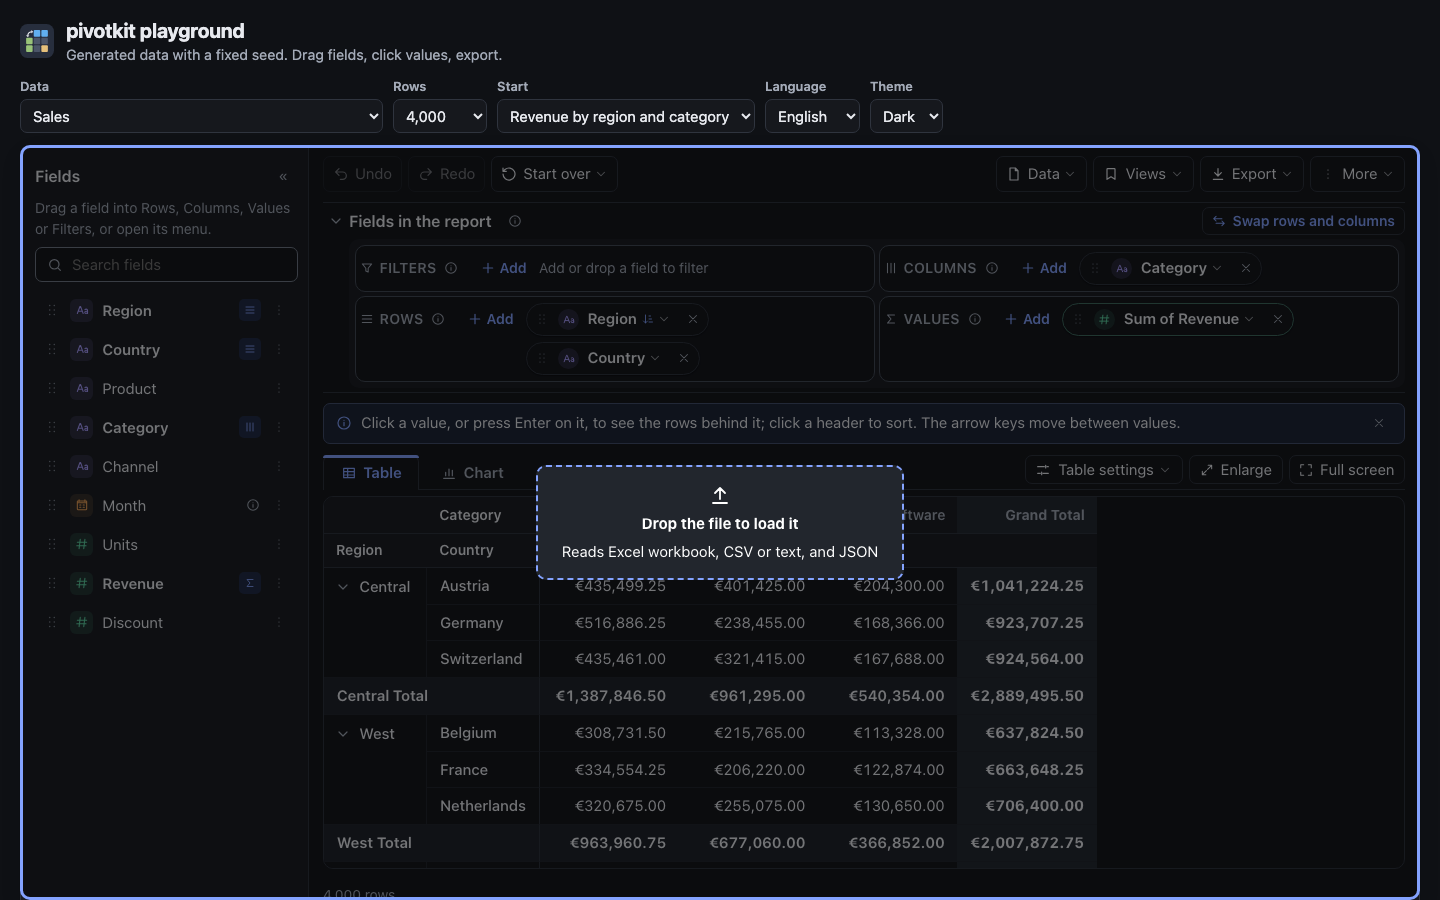 pivotkit playground
Generated data with a fixed seed. Drag fields, click values, export.
Data
Rows
Start
Language
Theme
Sales
4,000
Revenue by region and category
English
Dark
Fields
«
Drag a field into Rows, Columns, Values
or Filters, or open its menu.
Search fields
Aa Region
Aa Country
Aa Product
Aa Category
Aa Channel
Month
# Units
# Revenue Σ
# Discount
Undo
Redo
Start over
Data
Views
Export
More
Fields in the report
Swap rows and columns
FILTERS
+ Add
Add or drop a field to filter
COLUMNS
+ Add
Aa Category
ROWS
+ Add
Aa Region
Aa Country
Σ VALUES
+ Add
# Sum of Revenue
Click a value, or press Enter on it, to see the rows behind it; click a header to sort. The arrow keys move between values.
Table
Chart
Table settings
Enlarge
Full screen
Drop the file to load it
Reads Excel workbook, CSV or text, and JSON
Category Grand Total
Region Country
Central Austria €435,499.25 €401,425.00 €204,300.00 €1,041,224.25
Germany €516,886.25 €238,455.00 €168,366.00 €923,707.25
Switzerland €435,461.00 €321,415.00 €167,688.00 €924,564.00
Central Total €1,387,846.50 €961,295.00 €540,354.00 €2,889,495.50
West Belgium €308,731.50 €215,765.00 €113,328.00 €637,824.50
France €334,554.25 €206,220.00 €122,874.00 €663,648.25
Netherlands €320,675.00 €255,075.00 €130,650.00 €706,400.00
West Total €963,960.75 €677,060.00 €366,852.00 €2,007,872.75
4,000 rows